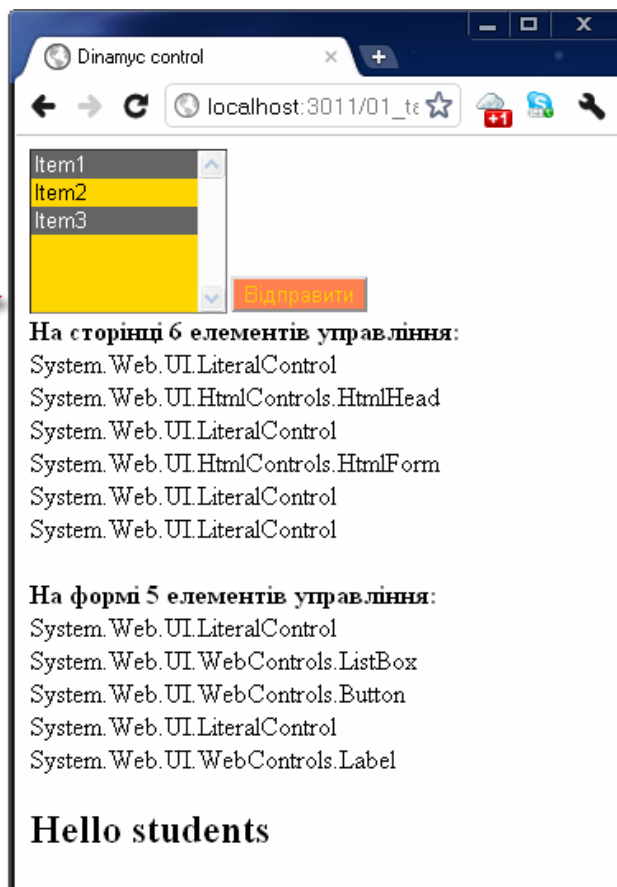 Dinamyc control
localhost:3011/01_ta
+1
Item1
Item2
Item3
Відправити
На сторінці 6 елементів управління:
System.Web.UI.LiteralControl
System.Web.UI.HtmlControls.HtmlHead
System.Web.UI.LiteralControl
System.Web.UI.HtmlControls.HtmlForm
System.Web.UI.LiteralControl
System.Web.UI.LiteralControl
На формі 5 елементів управління:
System.Web.UI.LiteralControl
System.Web.UI.WebControls.ListBox
System.Web.UI.WebControls.Button
System.Web.UI.LiteralControl
System.Web.UI.WebControls.Label
Hello students